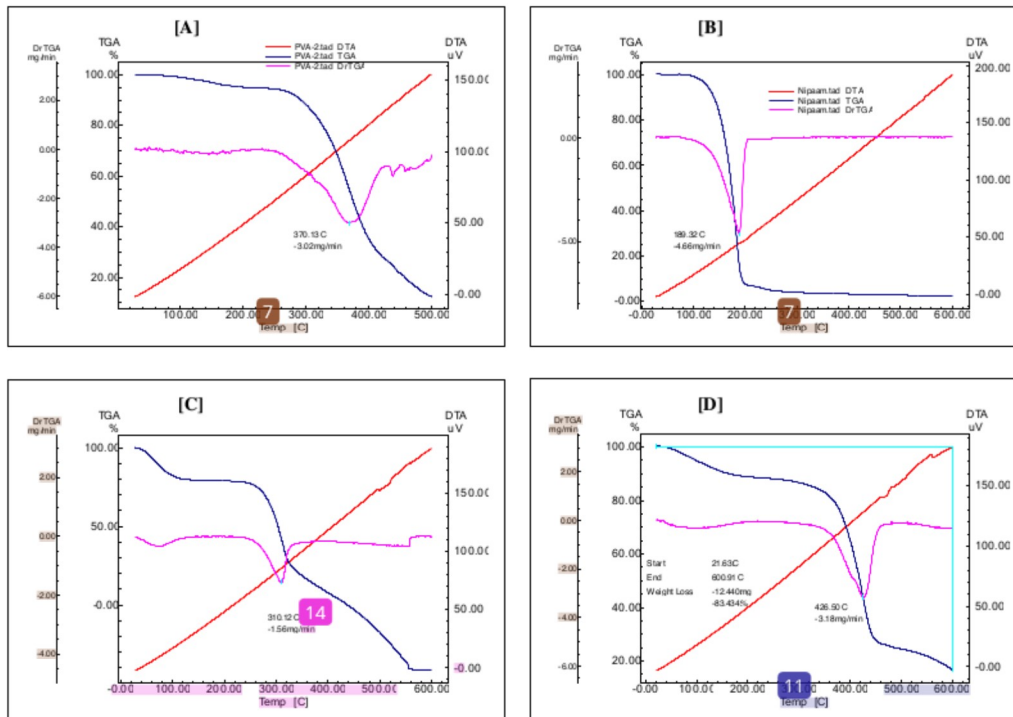 [A]
DrTGA
mg/min
TGA
%
PVA-2.tad DTA
PVA-2.tad TGA
PVA-2.tad DrTGA
DTA
uV
2.00
0.00
-2.00
-4.00
-6.00
100.00
80.00
60.00
40.00
20.00
150.00
100.00
50.00
-0.00
370.13C
-3.02mg/min
100.00
7
400.00
500.00
Temp [C]
[B]
DrTGA
mg/min
TGA
%
Nipaam.tad DTA
Nipaam.tad TGA
Nipaam.tad DrTGA
DTA
uV
0.00
-5.00
100.00
80.00
60.00
40.00
20.00
-0.00
200.00
150.00
100.00
50.00
-0.00
189.32C
-4.66mg/min
-0.00
100.00
200.00
7
400.00
500.00
600.00
Temp [C]
[C]
DrTGA
mg/min
TGA
%
DTA
uV
2.00
0.00
-2.00
-4.00
100.00
50.00
-0.00
150.00
100.00
50.00
-0.00
310.12C
-1.56mg/min
14
-0.00
100.00
200.00
300.00
400.00
500.00
600.00
Temp [C]
[D]
DrTGA
mg/min
TGA
%
DTA
uV
2.00
0.00
-2.00
-4.00
-6.00
100.00
80.00
60.00
40.00
20.00
150.00
100.00
50.00
-0.00
Start 21.63C
End 600.91C
Weight Loss -12.440mg
-83.434%
426.50C
-3.18mg/min
-0.00
100.00
200.00
11
400.00
500.00
600.00
Temp [C]